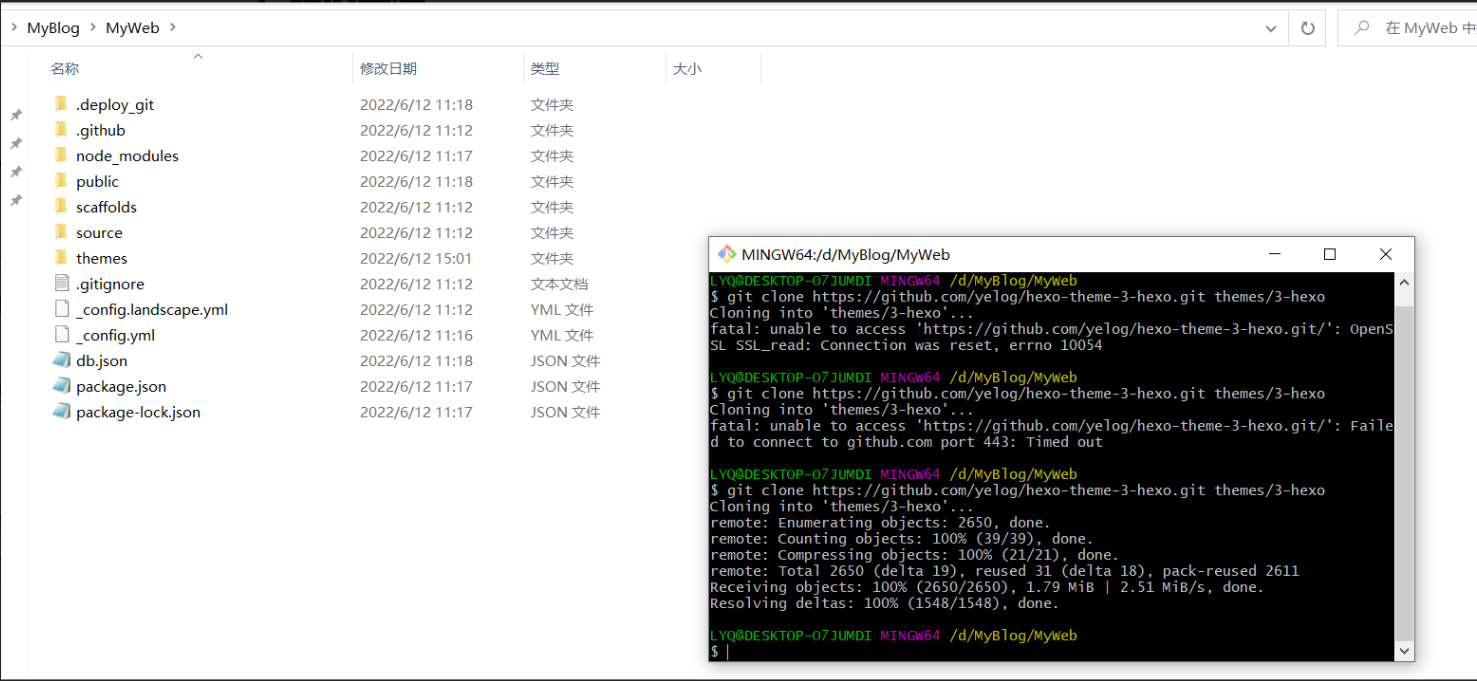 MyBlog > MyWeb >
在 MyWeb 中
名称 修改日期 类型 大小
.deploy_git 2022/6/12 11:18 文件夹
.github 2022/6/12 11:12 文件夹
node_modules 2022/6/12 11:17 文件夹
public 2022/6/12 11:18 文件夹
scaffolds 2022/6/12 11:12 文件夹
source 2022/6/12 11:12 文件夹
themes 2022/6/12 15:01 文件夹
.gitignore 2022/6/12 11:12 文本文档
_config.landscape.yml 2022/6/12 11:12 YML 文件
_config.yml 2022/6/12 11:16 YML 文件
db.json 2022/6/12 11:18 JSON 文件
package.json 2022/6/12 11:17 JSON 文件
package-lock.json 2022/6/12 11:17 JSON 文件
MINGW64:/d/MyBlog/MyWeb
LYQ@DESKTOP-O7JUMDI MINGW64 /d/MyBlog/MyWeb
$ git clone https://github.com/yelog/hexo-theme-3-hexo.git themes/3-hexo
Cloning into 'themes/3-hexo'...
fatal: unable to access 'https://github.com/yelog/hexo-theme-3-hexo.git/': OpenS
SL SSL_read: Connection was reset, errno 10054
LYQ@DESKTOP-O7JUMDI MINGW64 /d/MyBlog/MyWeb
$ git clone https://github.com/yelog/hexo-theme-3-hexo.git themes/3-hexo
Cloning into 'themes/3-hexo'...
fatal: unable to access 'https://github.com/yelog/hexo-theme-3-hexo.git/': Faile
d to connect to github.com port 443: Timed out
LYQ@DESKTOP-O7JUMDI MINGW64 /d/MyBlog/MyWeb
$ git clone https://github.com/yelog/hexo-theme-3-hexo.git themes/3-hexo
Cloning into 'themes/3-hexo'...
remote: Enumerating objects: 2650, done.
remote: Counting objects: 100% (39/39), done.
remote: Compressing objects: 100% (21/21), done.
remote: Total 2650 (delta 19), reused 31 (delta 18), pack-reused 2611
Receiving objects: 100% (2650/2650), 1.79 MiB | 2.51 MiB/s, done.
Resolving deltas: 100% (1548/1548), done.
LYQ@DESKTOP-O7JUMDI MINGW64 /d/MyBlog/MyWeb
$